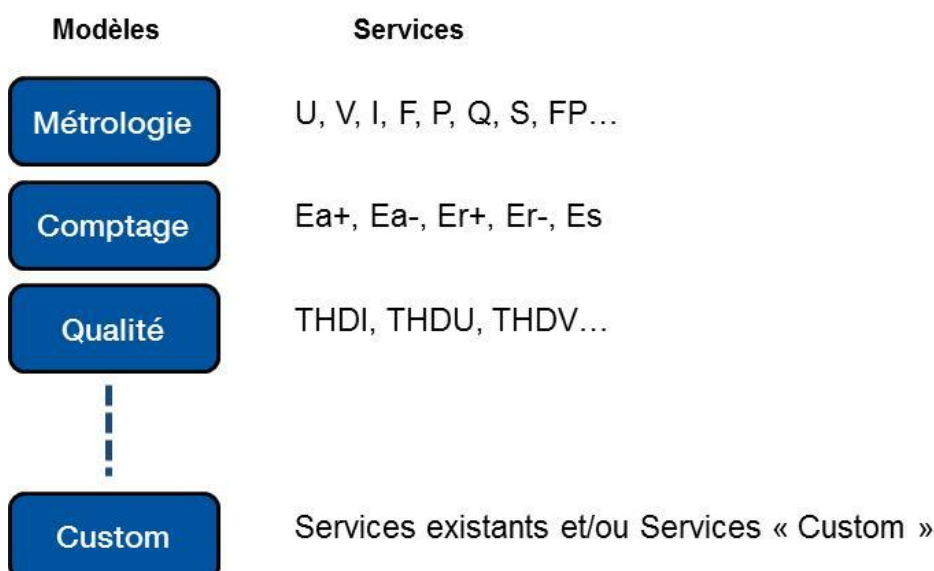 Modèles Services
Métrologie U, V, I, F, P, Q, S, FP…
Comptage Ea+, Ea-, Er+, Er-, Es
Qualité THDI, THDU, THDV…
Custom Services existants et/ou Services « Custom »